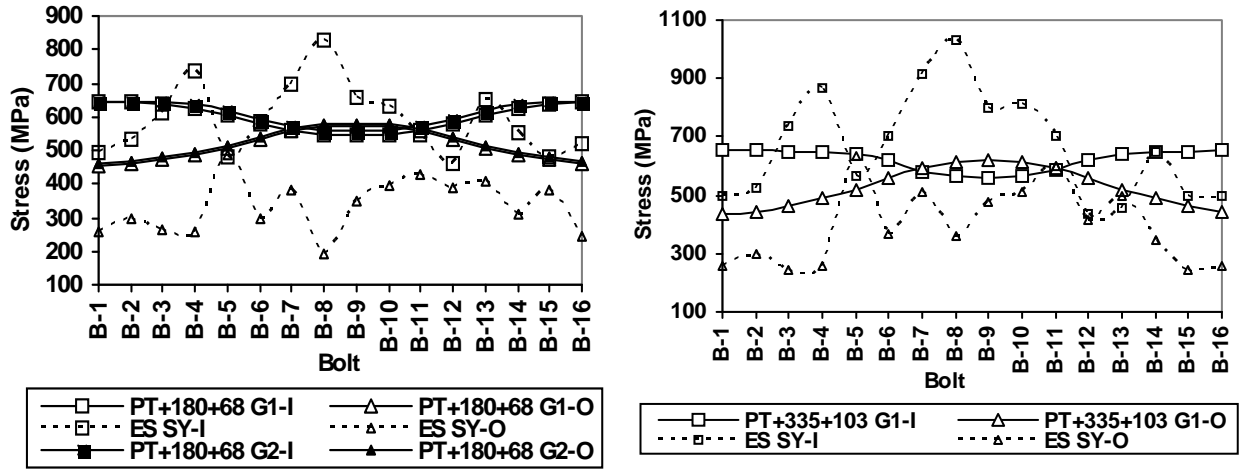 900
800
700
600
500
400
300
200
100
Stress (MPa)
B-1 B-2 B-3 B-4 B-5 B-6 B-7 B-8 B-9 B-10 B-11 B-12 B-13 B-14 B-15 B-16
Bolt
PT+180+68 G1-I PT+180+68 G1-O
ES SY-I ES SY-O
PT+180+68 G2-I PT+180+68 G2-O
1100
900
700
500
300
100
Stress (MPa)
B-1 B-2 B-3 B-4 B-5 B-6 B-7 B-8 B-9 B-10 B-11 B-12 B-13 B-14 B-15 B-16
Bolt
PT+335+103 G1-I PT+335+103 G1-O
ES SY-I ES SY-O